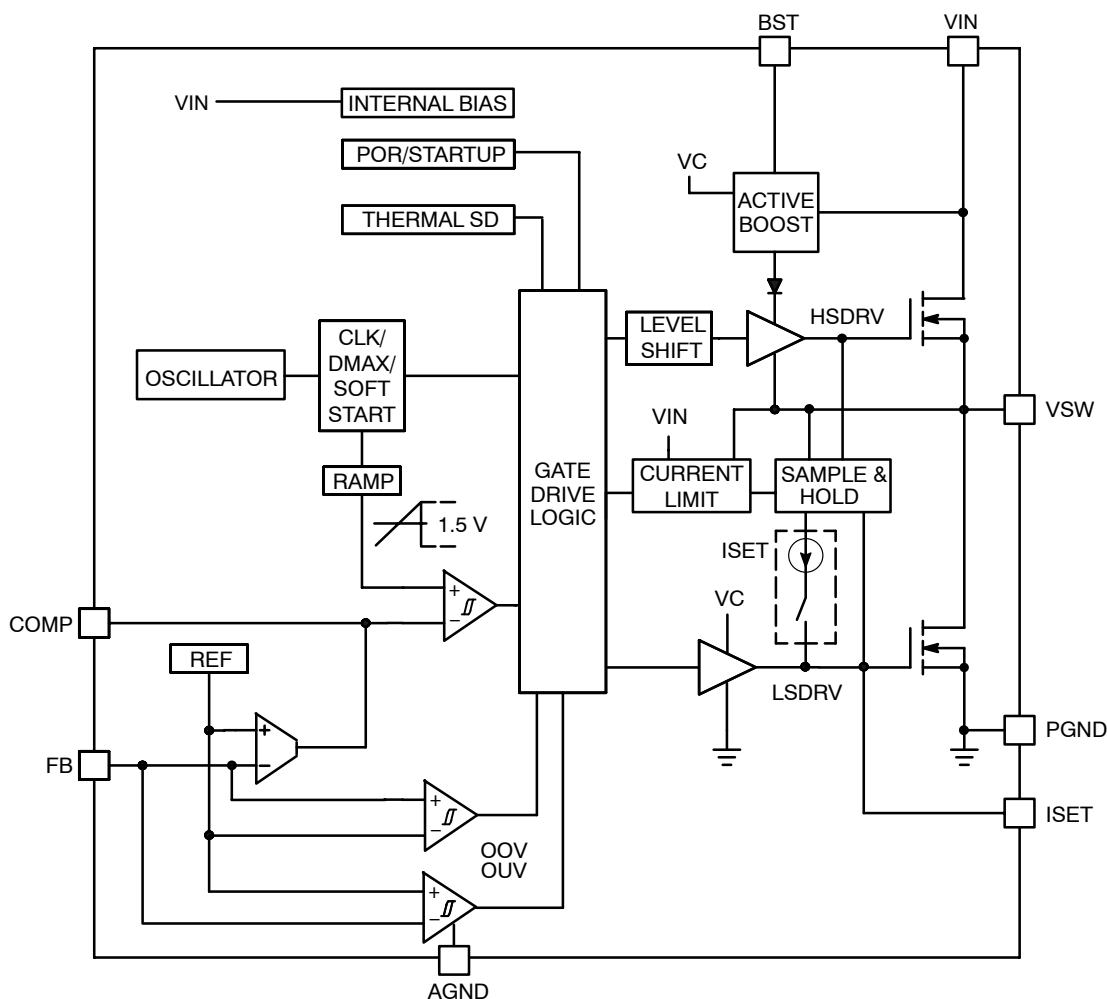 BST
VIN
VIN
INTERNAL BIAS
POR/STARTUP
VC
ACTIVE
BOOST
THERMAL SD
HSDRV
LEVEL
SHIFT
CLK/
DMAX/
SOFT
START
OSCILLATOR
VSW
VIN
GATE
DRIVE
LOGIC
CURRENT
LIMIT
SAMPLE &
HOLD
RAMP
1.5 V
ISET
+
−
VC
COMP
REF
LSDRV
+
−
PGND
FB
+
−
ISET
OOV
OUV
+
−
AGND